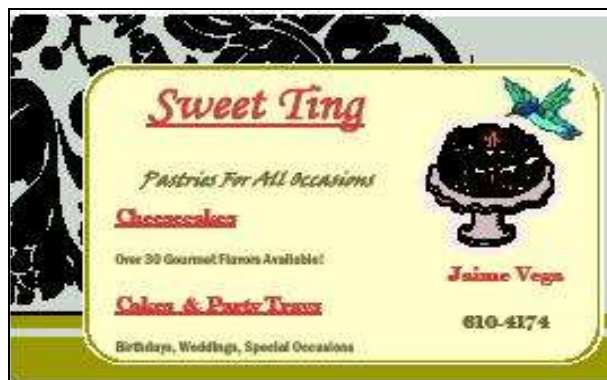 Sweet Ting
Pastries For All Occasions
Cheesecakes
Over 30 Gourmet Flavors Available!
Cakes & Party Trays
Birthdays, Weddings, Special Occasions
Jaime Vega
610-4174